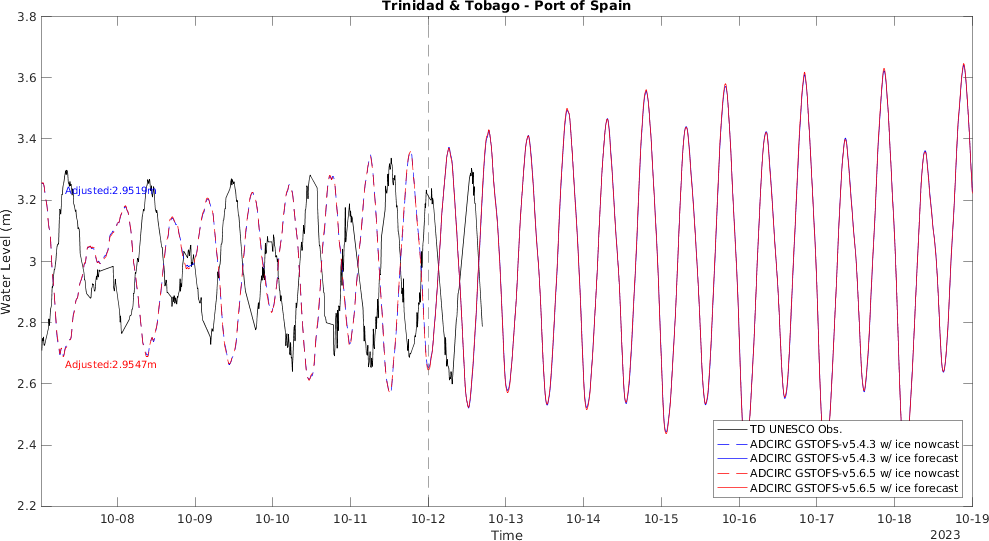 Trinidad & Tobago - Port of Spain
3.8
3.6
3.4
3.2
3
2.8
2.6
2.4
2.2
Water Level (m)
Adjusted:2.9519m
Adjusted:2.9547m
TD UNESCO Obs.
ADCIRC GSTOFS-v5.4.3 w/ ice nowcast
ADCIRC GSTOFS-v5.4.3 w/ ice forecast
ADCIRC GSTOFS-v5.6.5 w/ ice nowcast
ADCIRC GSTOFS-v5.6.5 w/ ice forecast
10-08 10-09 10-10 10-11 10-12 10-13 10-14 10-15 10-16 10-17 10-18 10-19
Time
2023